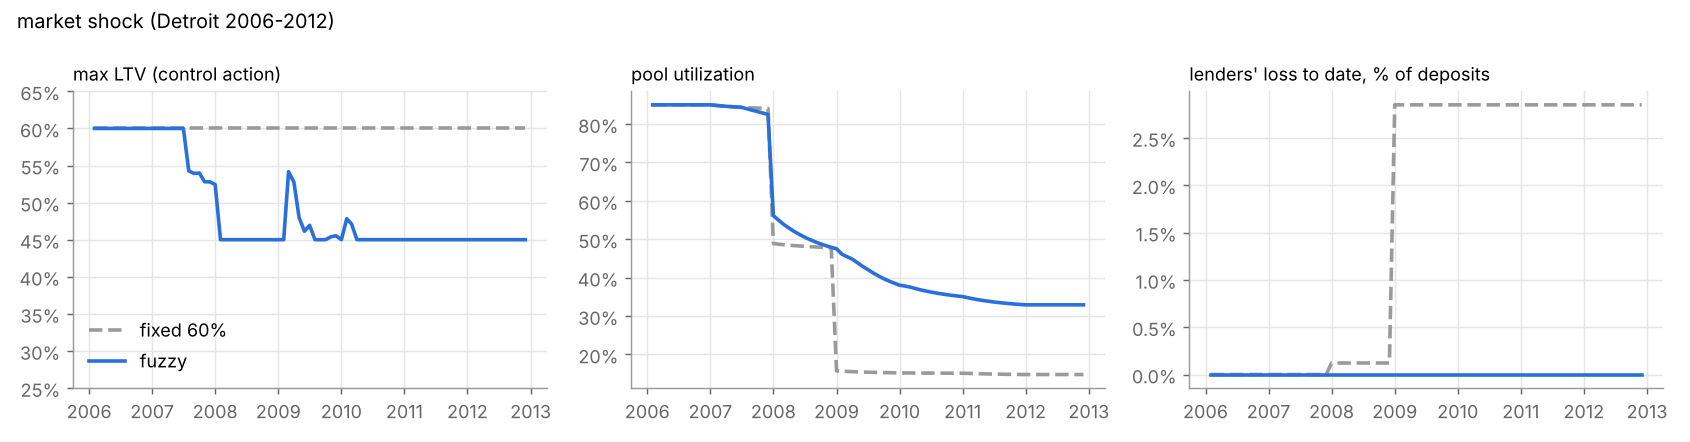 market shock (Detroit 2006-2012)
max LTV (control action)
65%
60%
55%
50%
45%
40%
35%
30%
25%
fixed 60%
fuzzy
2006 2007 2008 2009 2010 2011 2012 2013
pool utilization
80%
70%
60%
50%
40%
30%
20%
2006 2007 2008 2009 2010 2011 2012 2013
lenders' loss to date, % of deposits
2.5%
2.0%
1.5%
1.0%
0.5%
0.0%
2006 2007 2008 2009 2010 2011 2012 2013